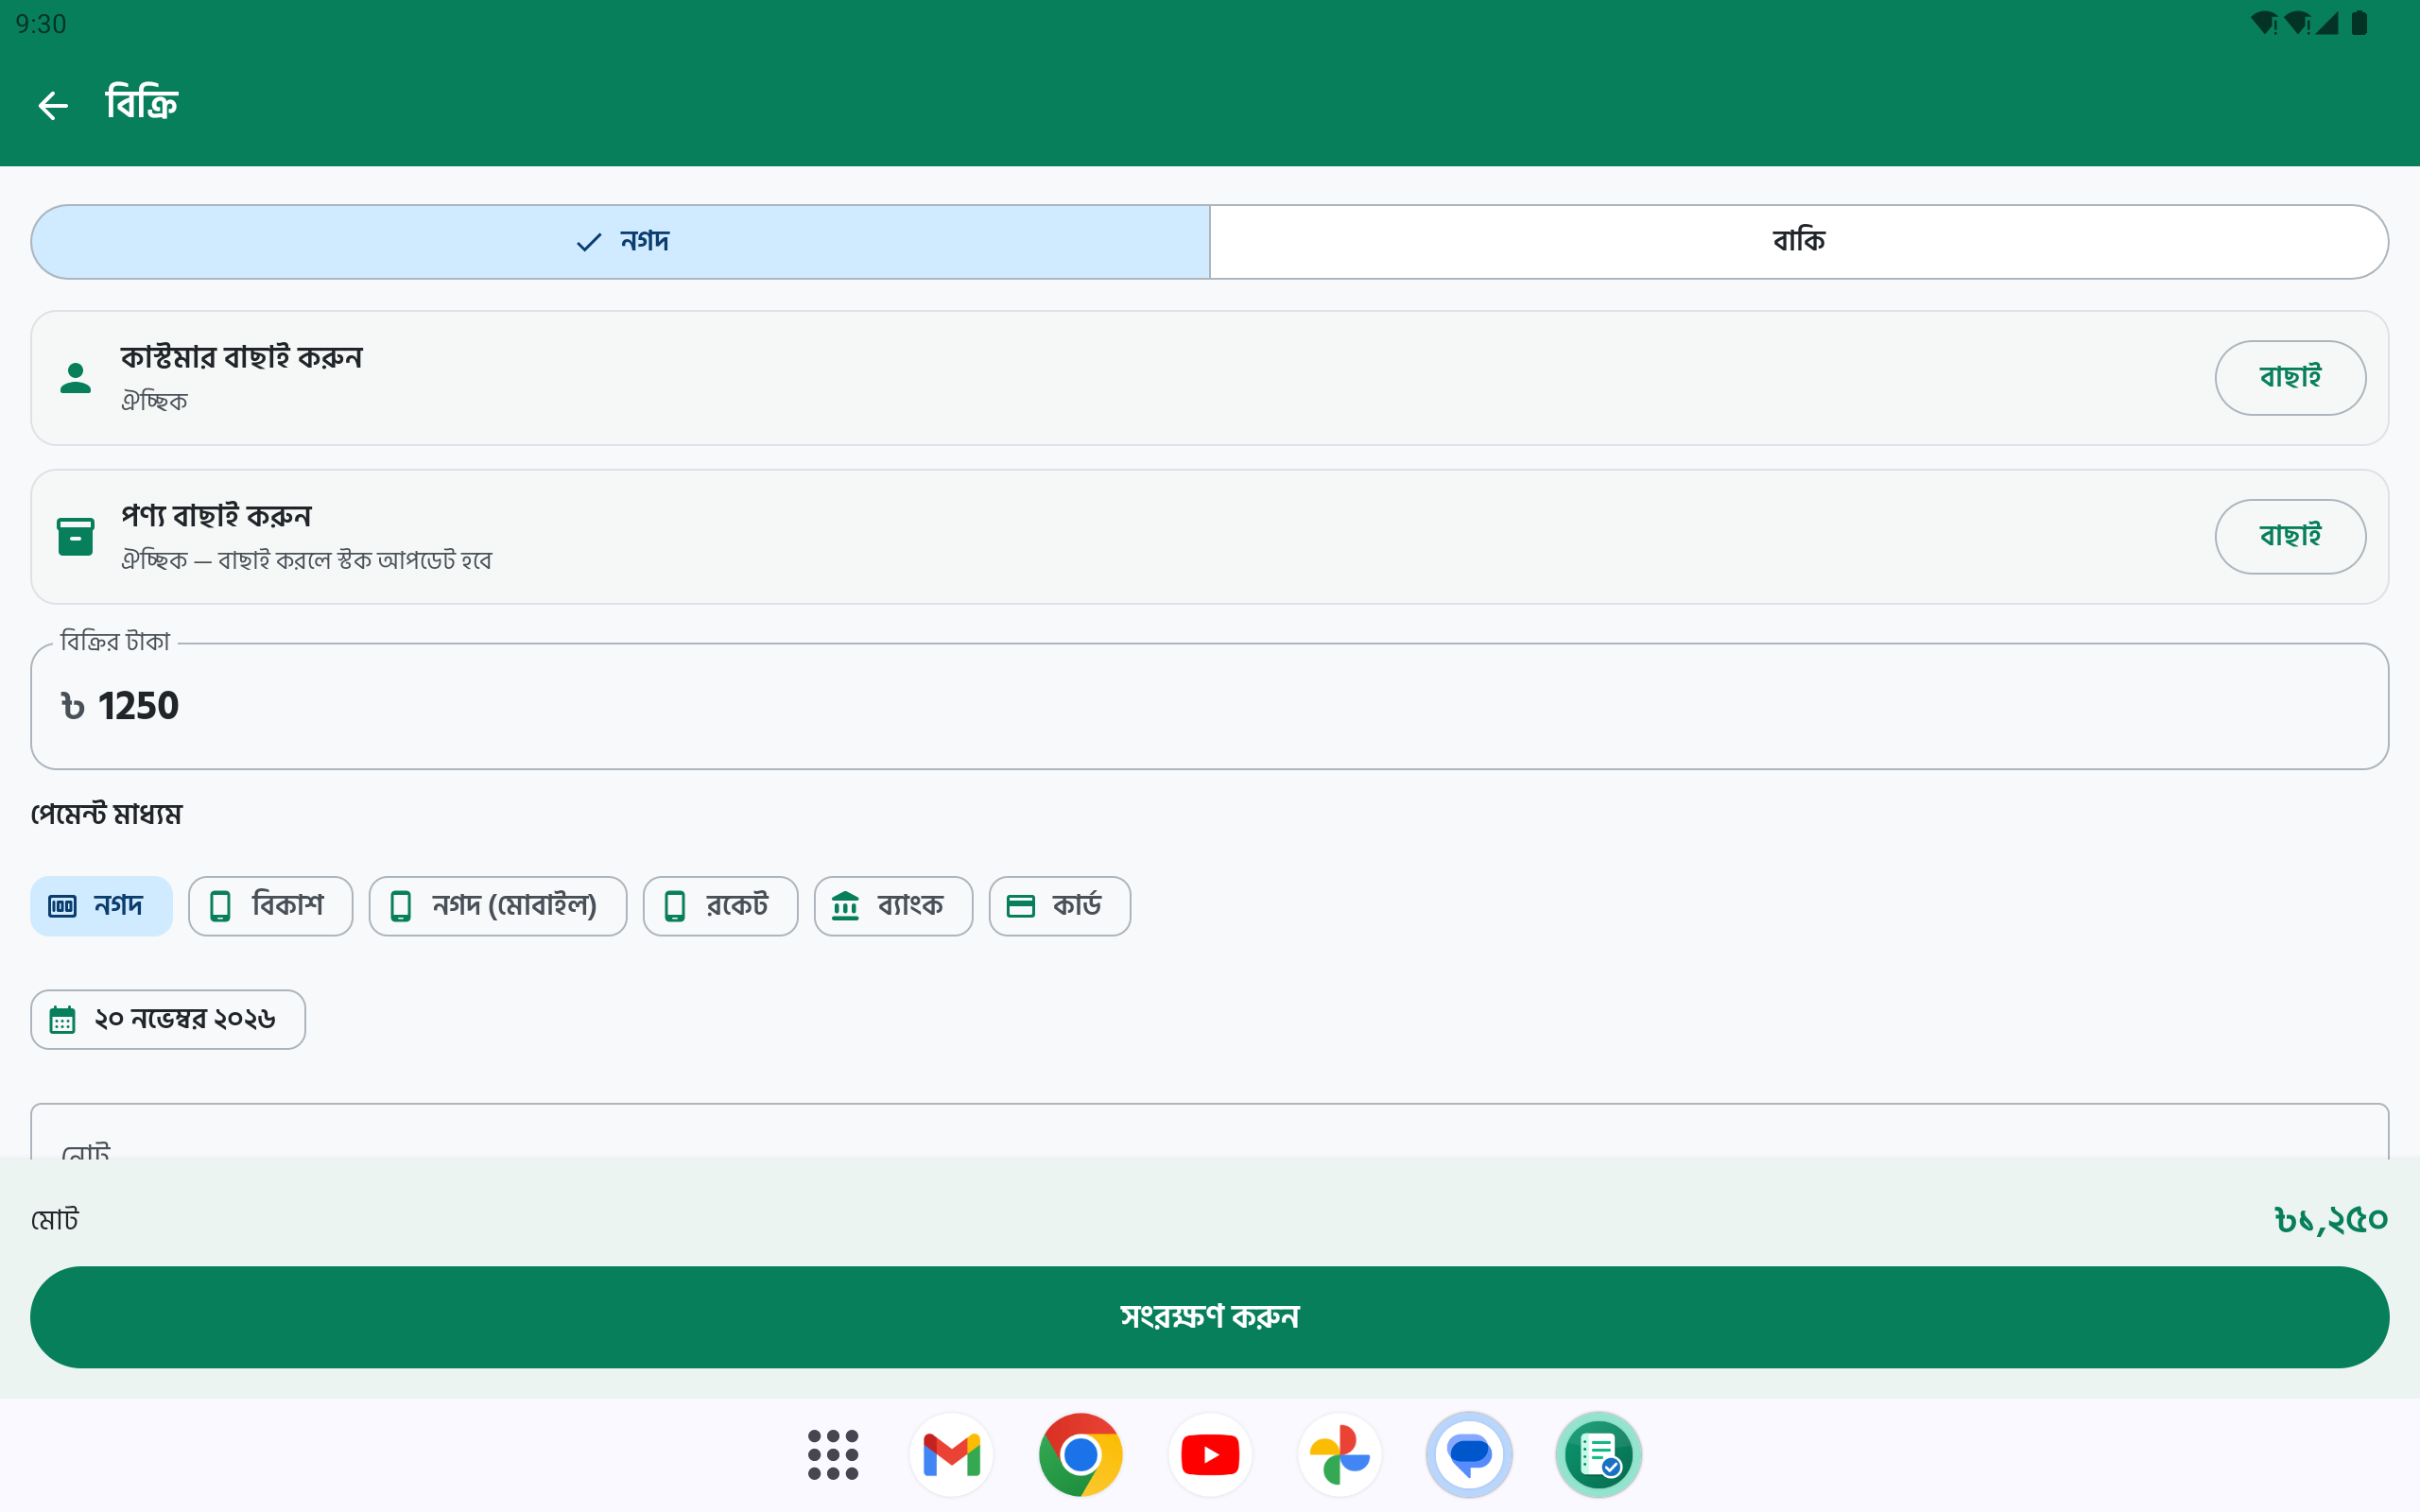 9:30
বিক্রি
নগদ
বাকি
কাস্টমার বাছাই করুন
ঐচ্ছিক
বাছাই
পণ্য বাছাই করুন
ঐচ্ছিক — বাছাই করলে স্টক আপডেট হবে
বাছাই
বিক্রির টাকা
৳ 1250
পেমেন্ট মাধ্যম
নগদ বিকাশ নগদ (মোবাইল) রকেট ব্যাংক কার্ড
২০ নভেম্বর ২০২৬
নোট
মোট ৳১,২৫০
সংরক্ষণ করুন